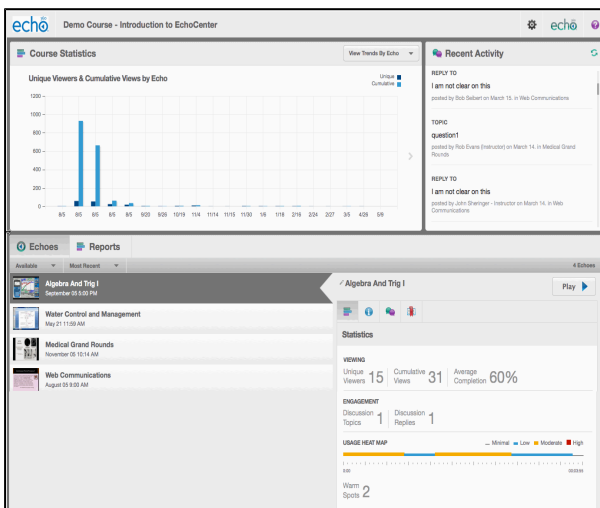 echo Demo Course - Introduction to EchoCenter echo
Course Statistics
View Trends By Echo
Unique Viewers & Cumulative Views by Echo
Unique
Cumulative
1200
1000
800
600
400
200
0
8/5 8/5 8/5 8/5 8/5 9/20 9/26 10/19 11/4 11/14 11/15 11/30 1/9 1/18 2/19 2/24 2/27 3/5 4/28 5/9
Recent Activity
REPLY TO
I am not clear on this
posted by Bob Seibert on March 15. in Web Communications
TOPIC
question1
posted by Rob Evans (Instructor) on March 14. in Medical Grand
Rounds
REPLY TO
I am not clear on this
posted by John Sheringer - Instructor on March 14. in Web
Communications
Echoes Reports
Available Most Recent
4 Echoes
Algebra And Trig I
September 05 5:00 PM
Water Control and Management
May 21 11:59 AM
Medical Grand Rounds
November 05 10:14 AM
Web Communications
August 05 9:00 AM
Algebra And Trig I
Play
Statistics
VIEWING
Unique Viewers 15 Cumulative Views 31 Average Completion 60%
ENGAGEMENT
Discussion Topics 1 Discussion Replies 1
USAGE HEAT MAP
Minimal Low Moderate High
0:00
Warm Spots 2